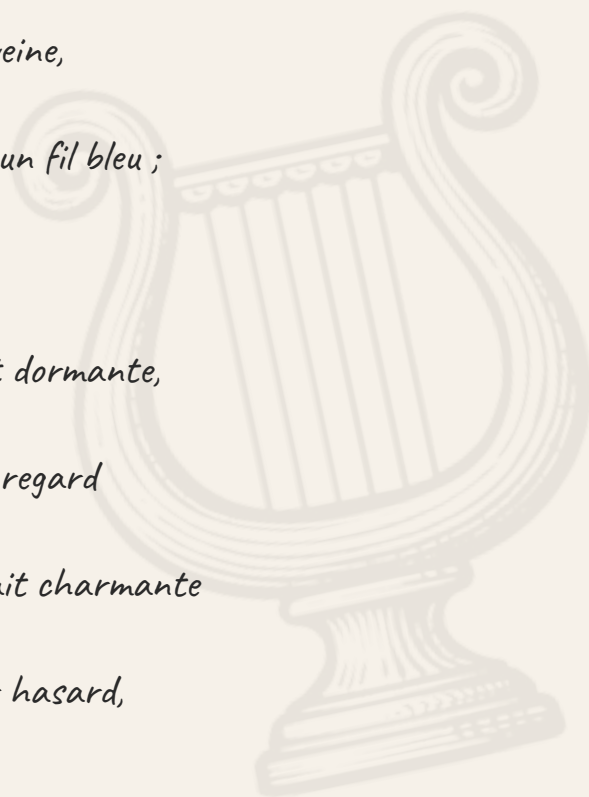 eine,
un fil bleu ;
dormante,
regard
it charmante
hasard,